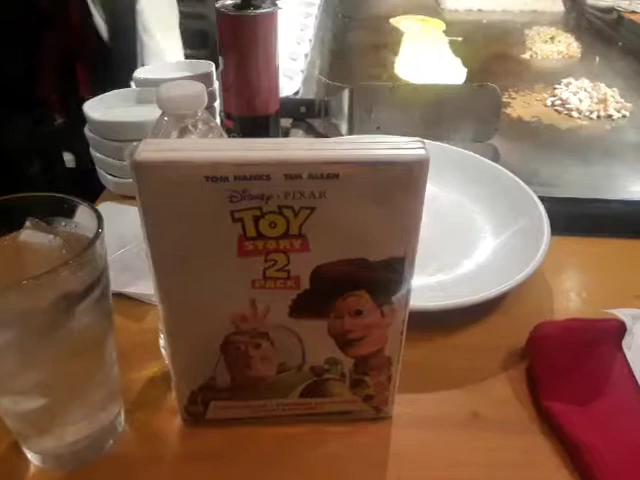 TOM HANKS TIM ALLEN
Disney • PIXAR
TOY
STORY
2
PACK